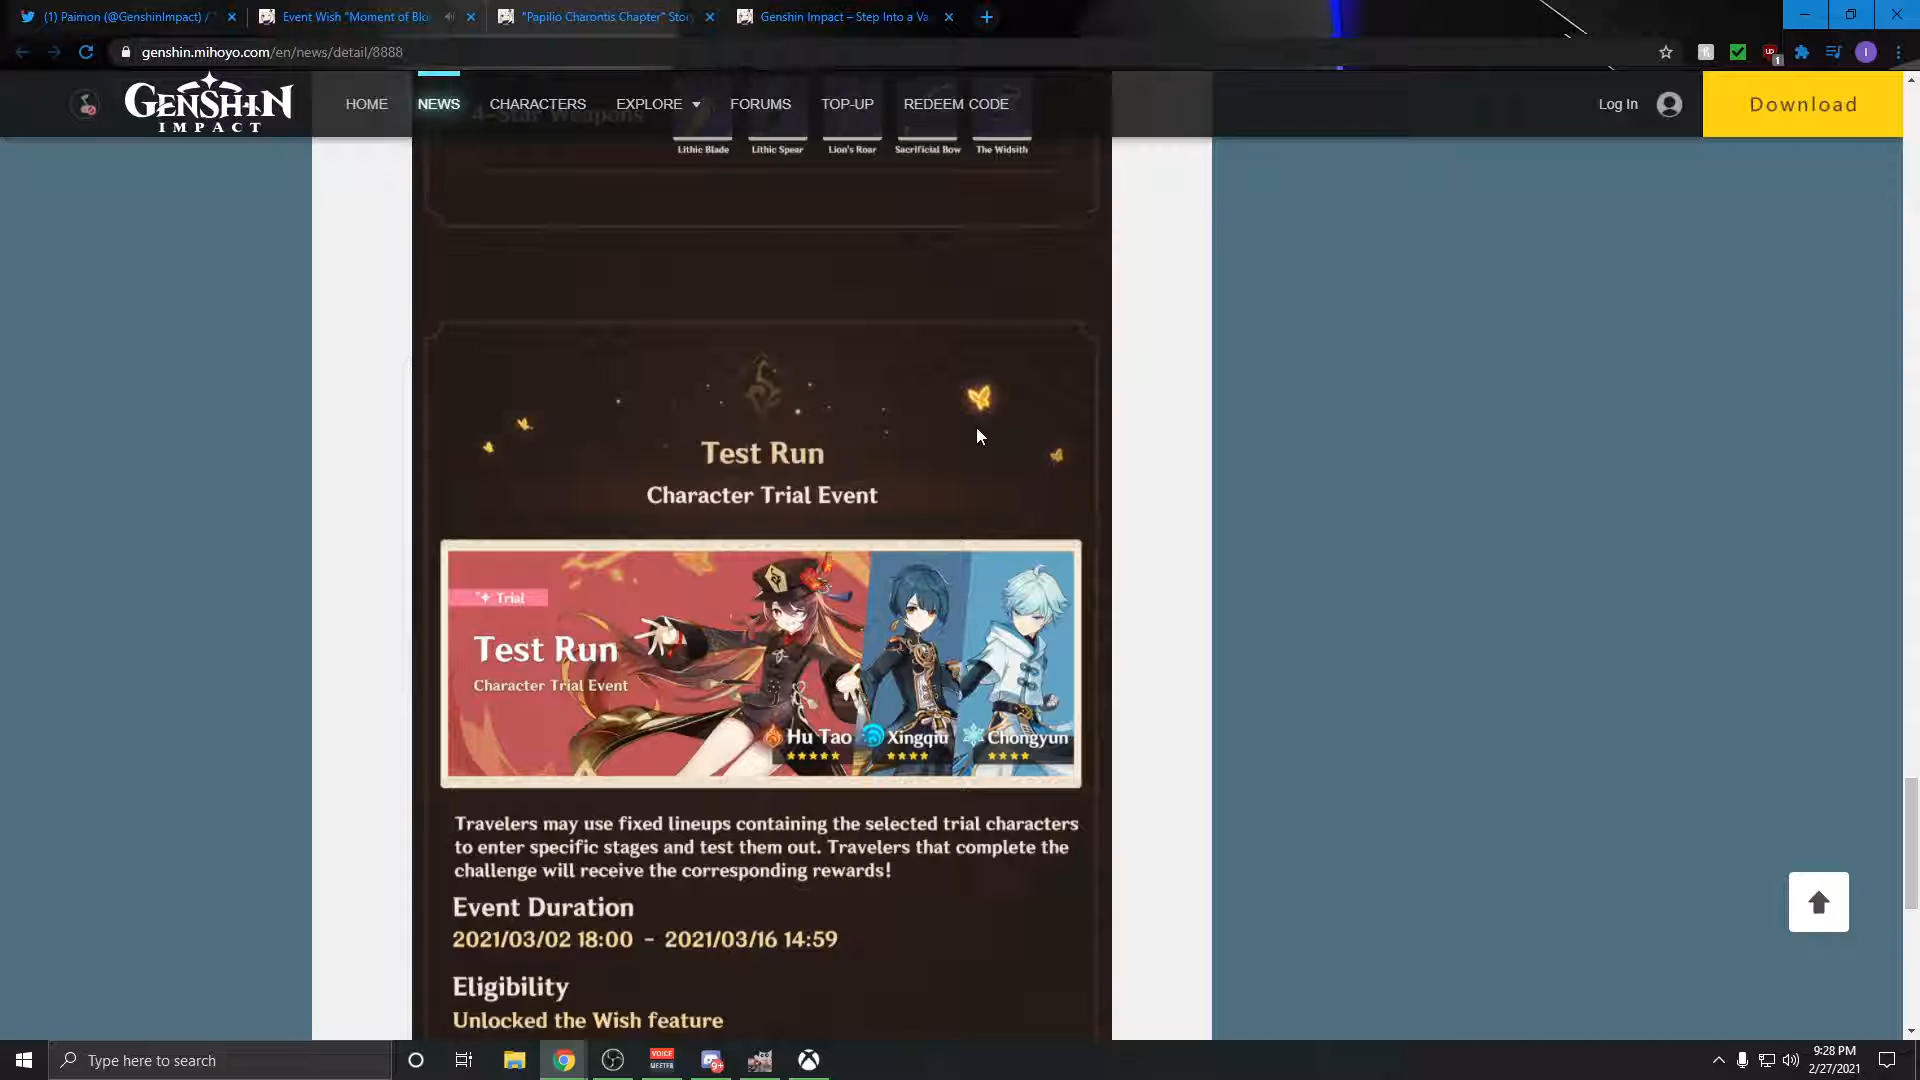 (1) Paimon (@GenshinImpact) /
Event Wish "Moment of Blo
"Papilio Charontis Chapter" Stor
Genshin Impact – Step Into a Va
genshin.mihoyo.com/en/news/detail/8888
GENSHIN
IMPACT
HOME
NEWS
CHARACTERS
EXPLORE
FORUMS
TOP-UP
REDEEM CODE
Log In
Download
4-Star Weapons
Lithic Blade
Lithic Spear
Lion's Roar
Sacrificial Bow
The Widsith
Test Run
Character Trial Event
Trial
Test Run
Character Trial Event
Hu Tao
Xingqiu
Chongyun
Travelers may use fixed lineups containing the selected trial characters
to enter specific stages and test them out. Travelers that complete the
challenge will receive the corresponding rewards!
Event Duration
2021/03/02 18:00 - 2021/03/16 14:59
Eligibility
Unlocked the Wish feature
Type here to search
VOICE
MEETER
9+
9:28 PM
2/27/2021